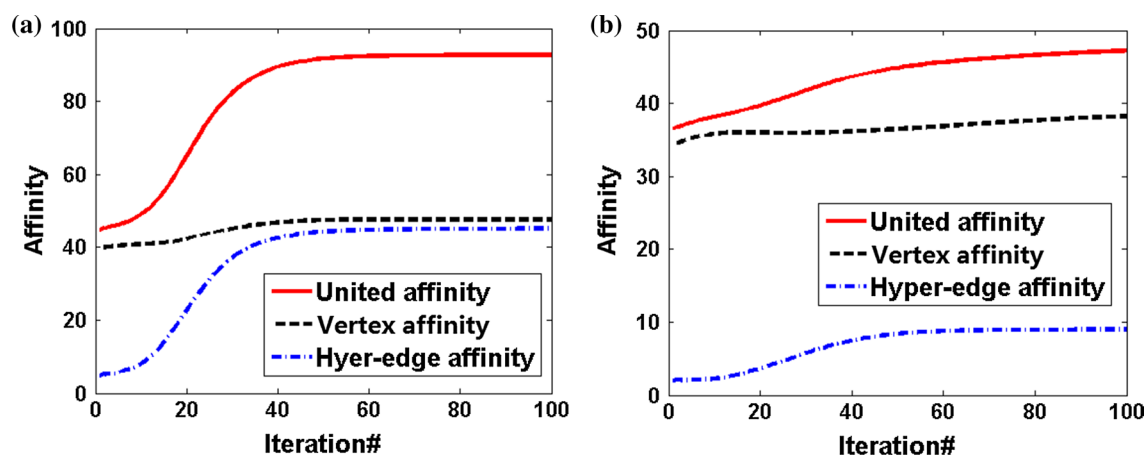 (a)
100
80
60
40
20
0
Affinity
United affinity
Vertex affinity
Hyer-edge affinity
0 20 40 60 80 100
Iteration#
(b)
50
40
30
20
10
0
Affinity
United affinity
Vertex affinity
Hyper-edge affinity
0 20 40 60 80 100
Iteration#